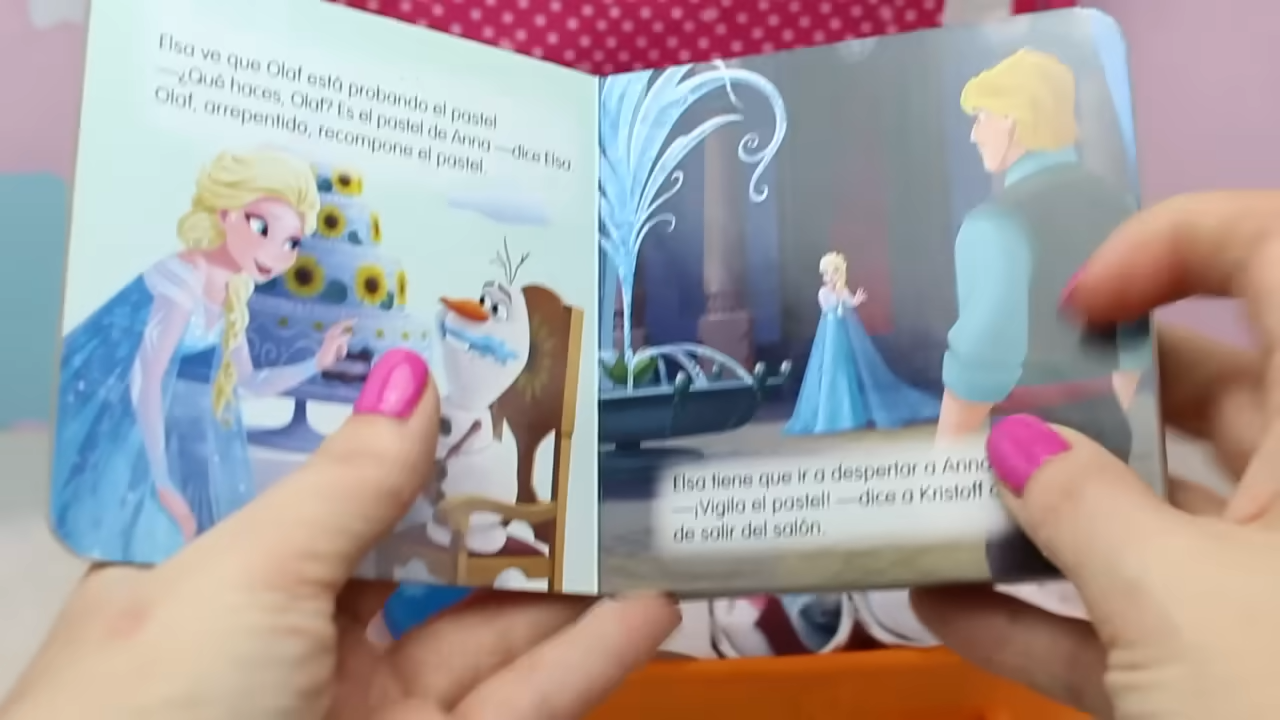 Elsa ve que Olaf está probando el pastel
—¿Qué haces, Olaf? Es el pastel de Anna —dice Elsa
Olaf, arrepentido, recompone el pastel.
Elsa tiene que ir a despertar a Anna
—¡Vigila el pastel! —dice a Kristoff
de salir del salón.